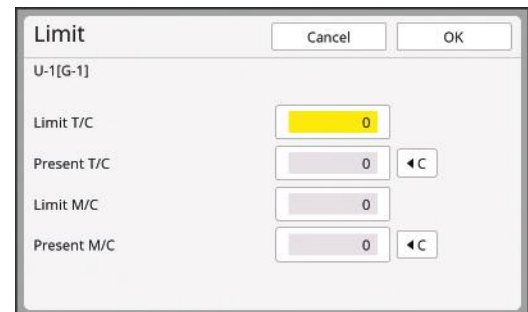 Limit Cancel OK
U-1[G-1]
Limit T/C 0
Present T/C 0 ◀C
Limit M/C 0
Present M/C 0 ◀C